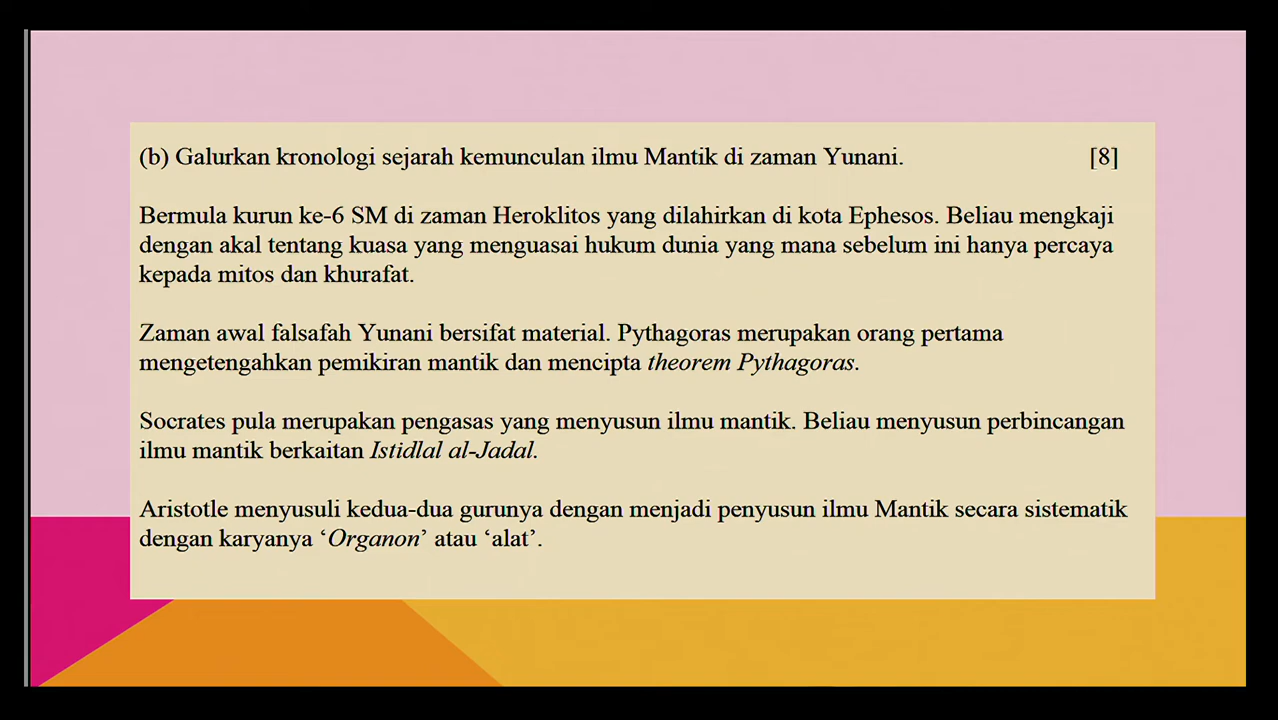 (b) Galurkan kronologi sejarah kemunculan ilmu Mantik di zaman Yunani. [8]
Bermula kurun ke-6 SM di zaman Heroklitos yang dilahirkan di kota Ephesos. Beliau mengkaji
dengan akal tentang kuasa yang menguasai hukum dunia yang mana sebelum ini hanya percaya
kepada mitos dan khurafat.
Zaman awal falsafah Yunani bersifat material. Pythagoras merupakan orang pertama
mengetengahkan pemikiran mantik dan mencipta theorem Pythagoras.
Socrates pula merupakan pengasas yang menyusun ilmu mantik. Beliau menyusun perbincangan
ilmu mantik berkaitan Istidlal al-Jadal.
Aristotle menyusuli kedua-dua gurunya dengan menjadi penyusun ilmu Mantik secara sistematik
dengan karyanya ‘Organon’ atau ‘alat’.